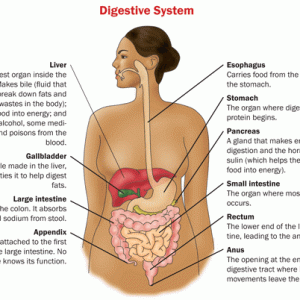 Digestive System
Liver
est organ inside the
akes bile (fluid that
reak down fats and
wastes in the body);
ood into energy; and
alcohol, some medi-
nd poisons from the
blood.
Gallbladder
le made in the liver,
ties it to help digest
fats.
Large intestine
the colon. It absorbs
d sodium from stool.
Appendix
attached to the first
e large intestine. No
e knows its function.
Esophagus
Carries food from the
the stomach.
Stomach
The organ where digest
protein begins.
Pancreas
A gland that makes en
digestion and the horm
sulin (which helps the
food into energy).
Small intestine
The organ where most
occurs.
Rectum
The lower end of the l
tine, leading to the an
Anus
The opening at the en
digestive tract where
movements leave the